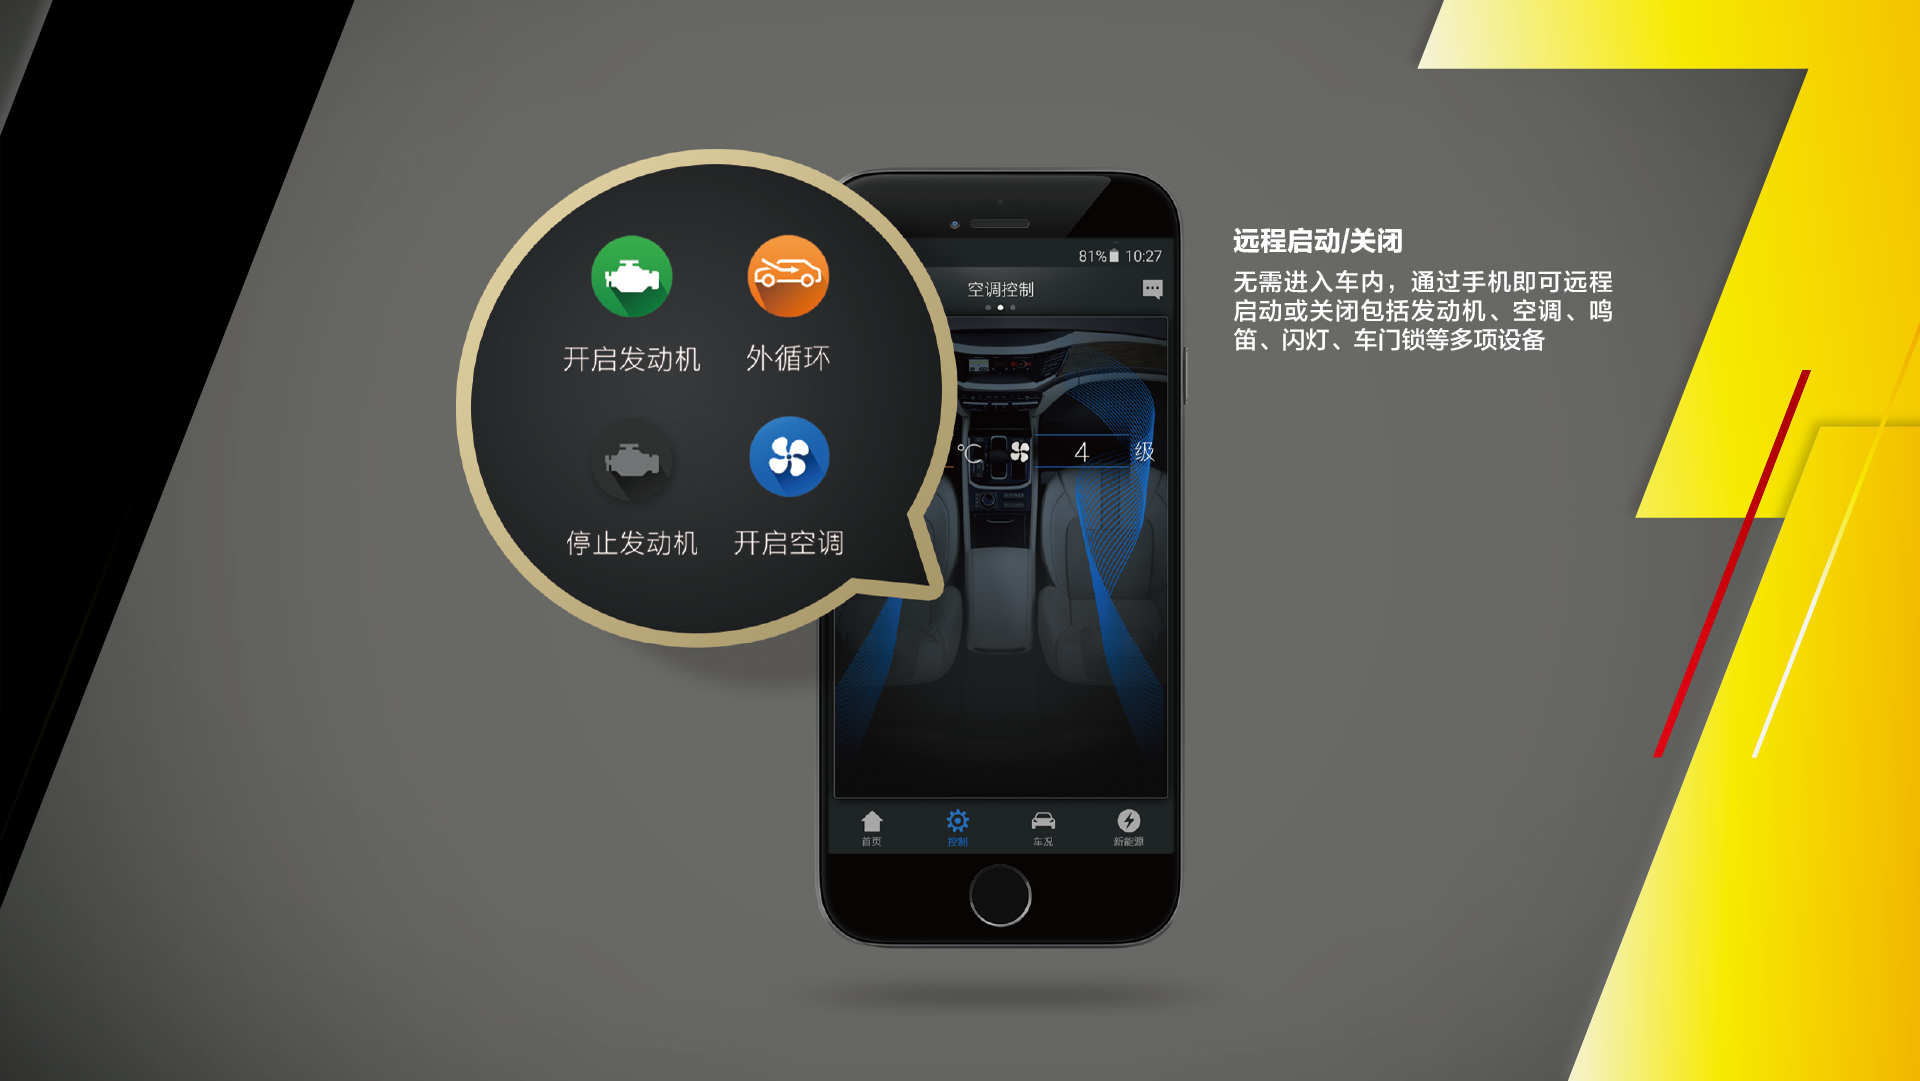 开启发动机
外循环
停止发动机
开启空调
81% 10:27
空调控制
℃
4 级
首页
控制
车况
新能源
远程启动/关闭
无需进入车内，通过手机即可远程
启动或关闭包括发动机、空调、鸣
笛、闪灯、车门锁等多项设备